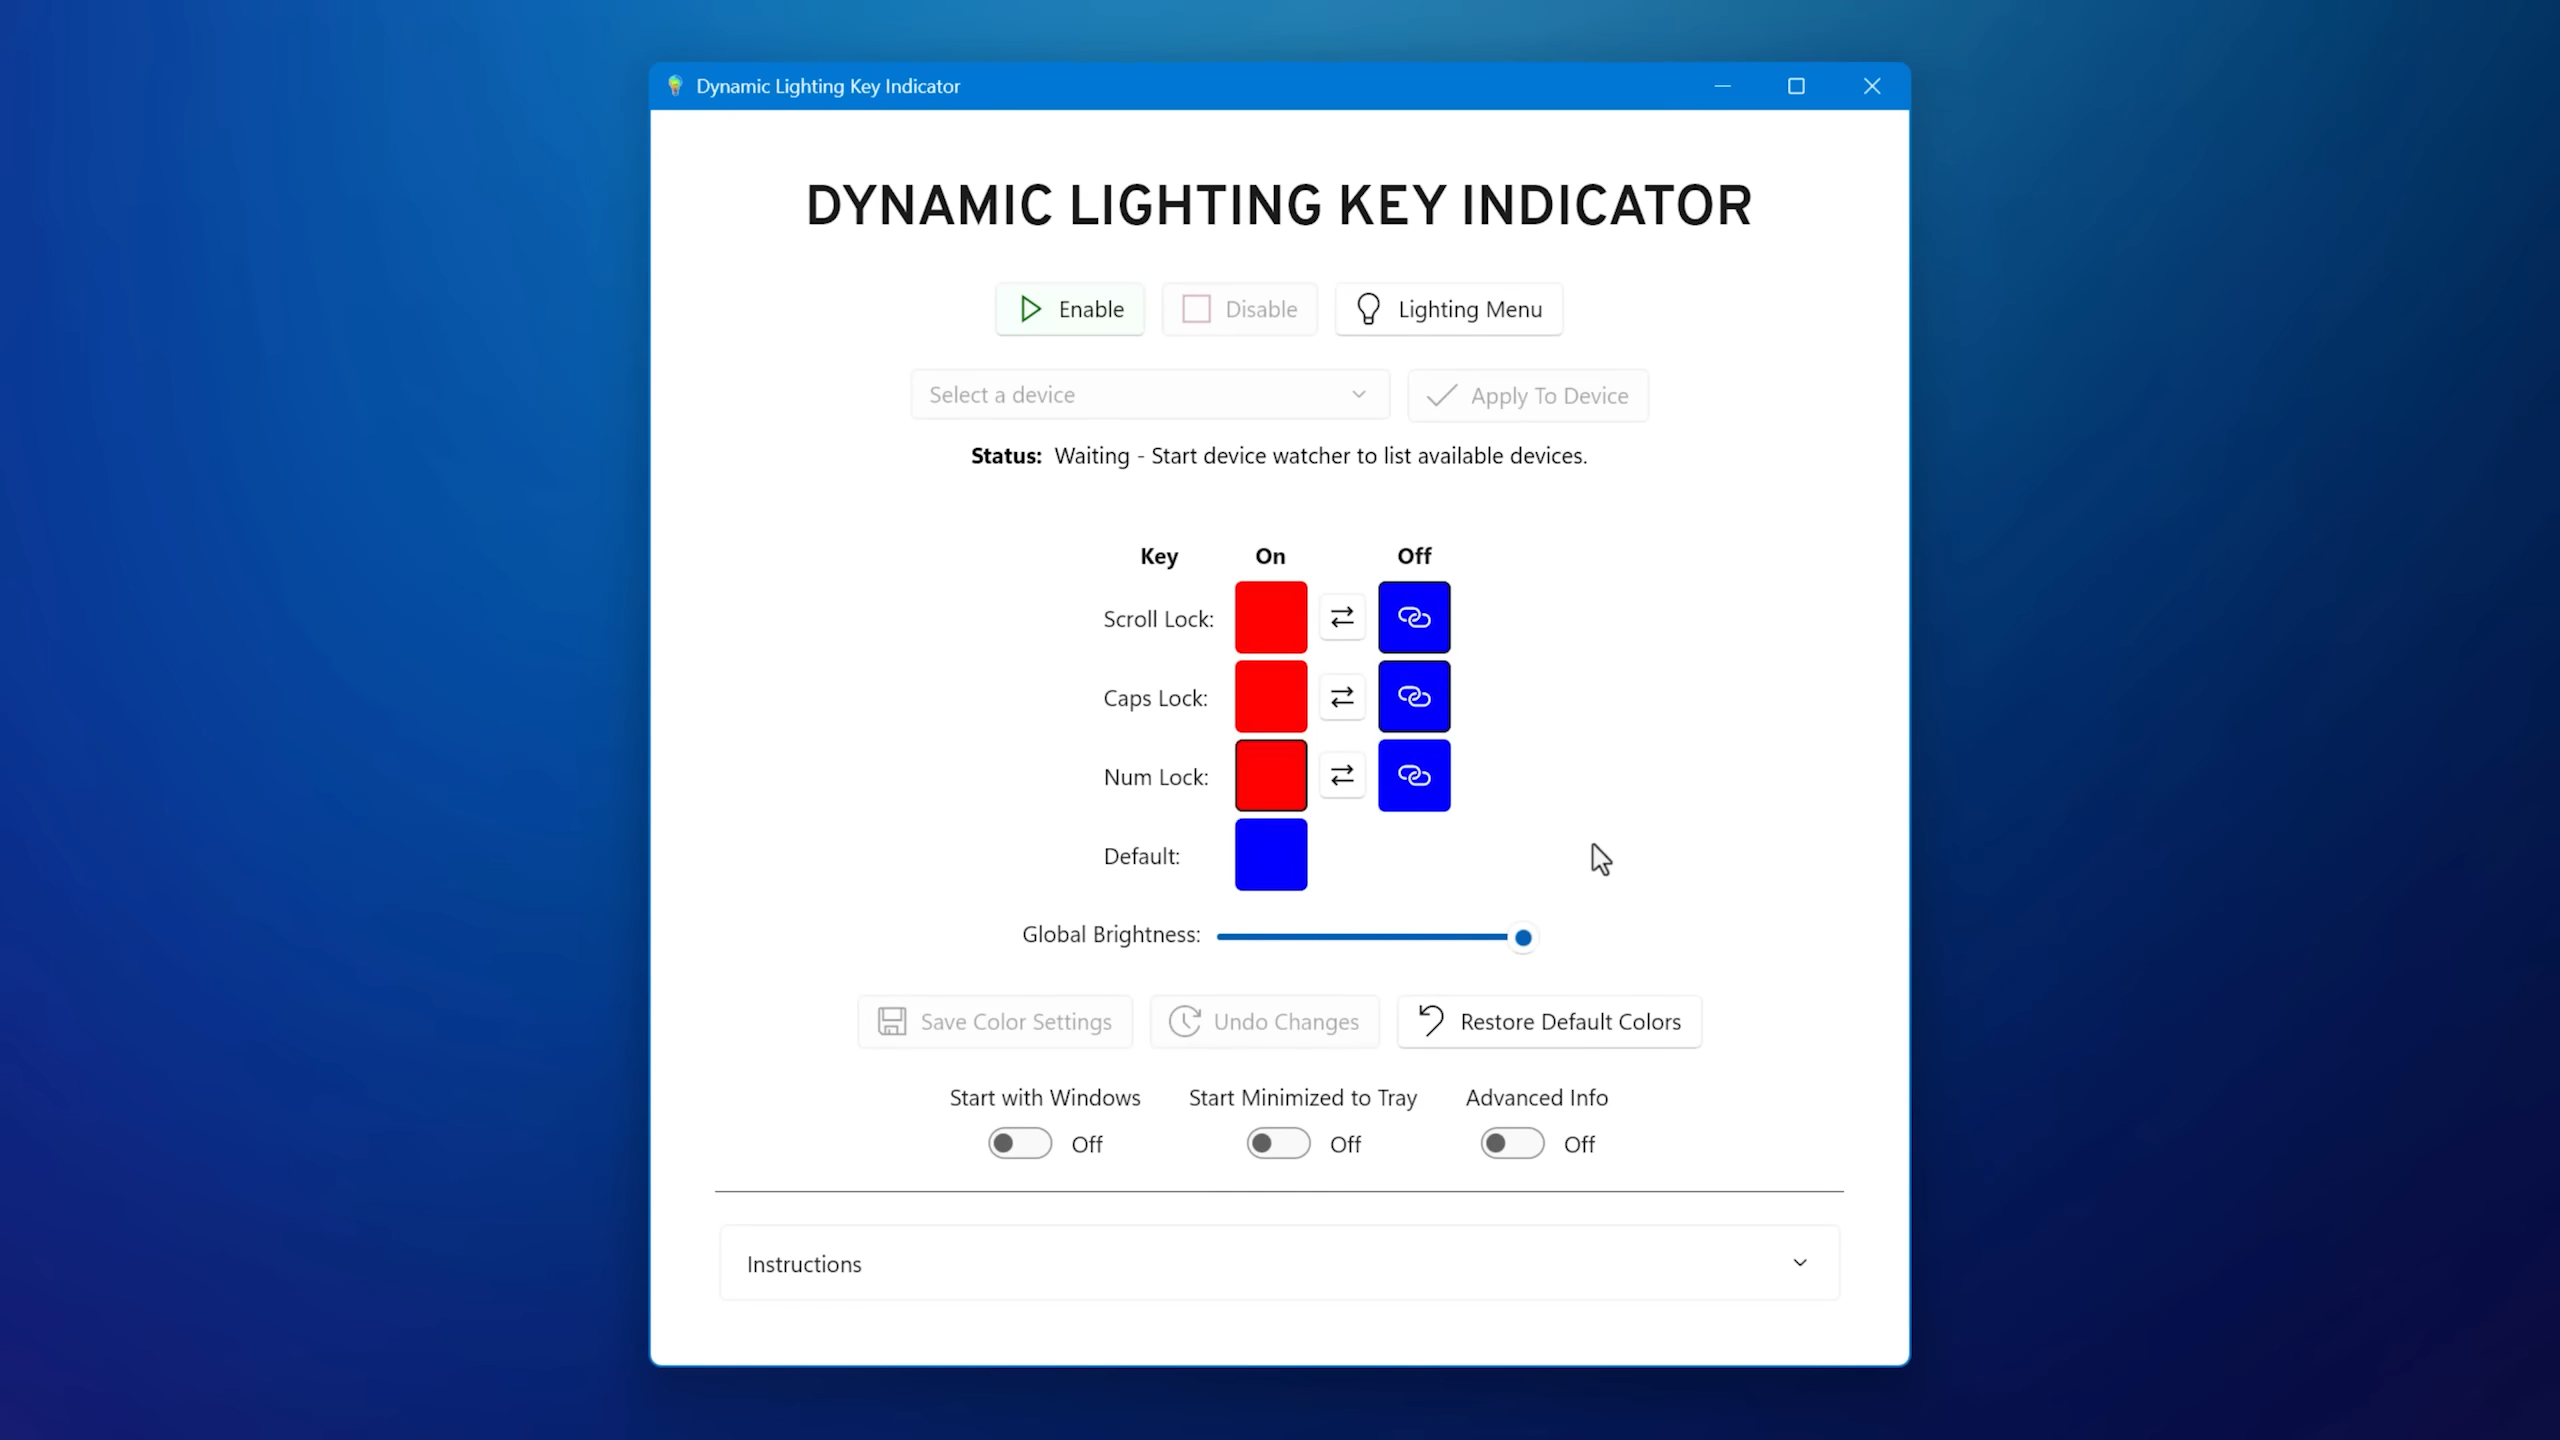 Dynamic Lighting Key Indicator
DYNAMIC LIGHTING KEY INDICATOR
Enable Disable Lighting Menu
Select a device Apply To Device
Status: Waiting - Start device watcher to list available devices.
Key On Off
Scroll Lock:
Caps Lock:
Num Lock:
Default:
Global Brightness:
Save Color Settings Undo Changes Restore Default Colors
Start with Windows Start Minimized to Tray Advanced Info
Off Off Off
Instructions